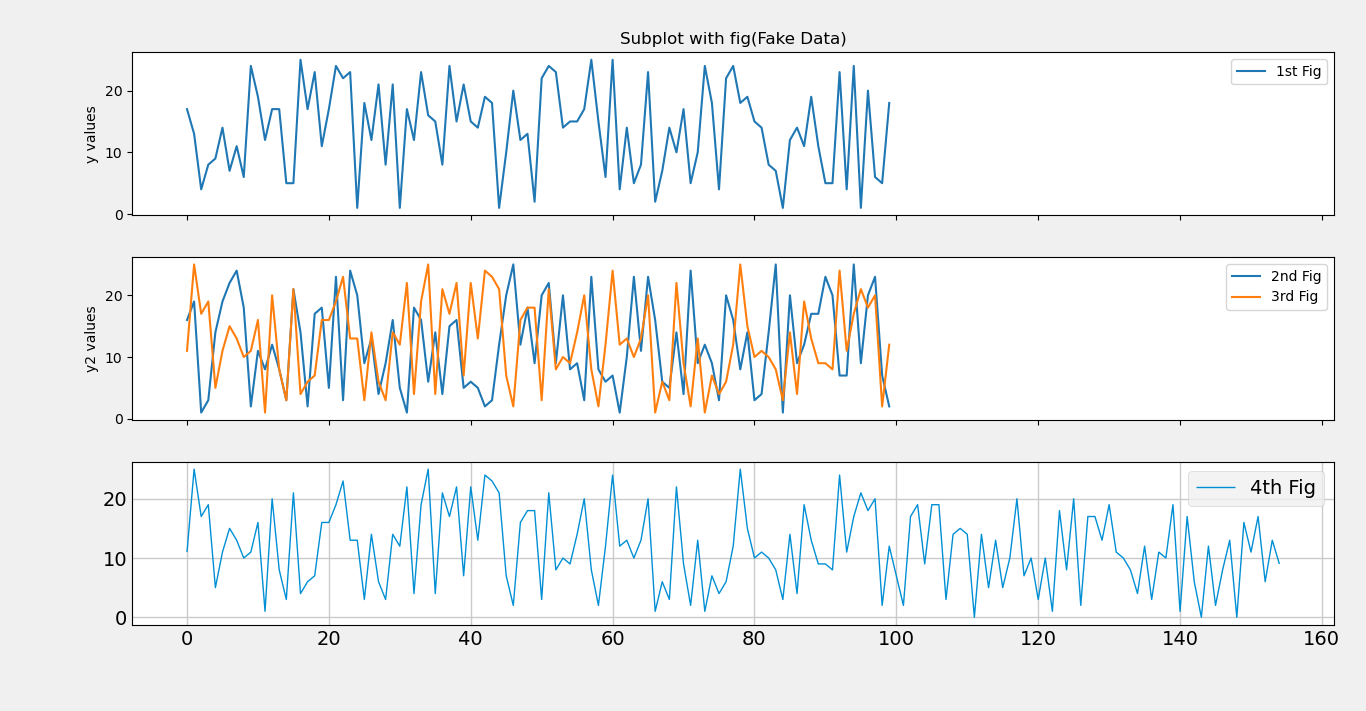 Subplot with fig(Fake Data)
1st Fig
20
10
0
y values
2nd Fig
3rd Fig
20
10
0
y2 values
4th Fig
20
10
0
0 20 40 60 80 100 120 140 160